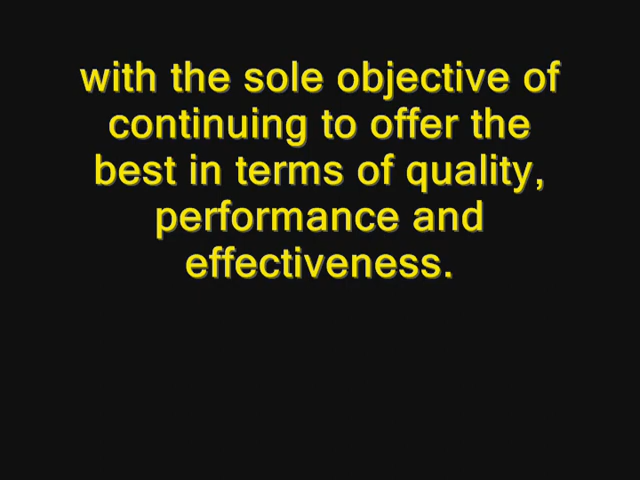 with the sole objective of
continuing to offer the
best in terms of quality,
performance and
effectiveness.